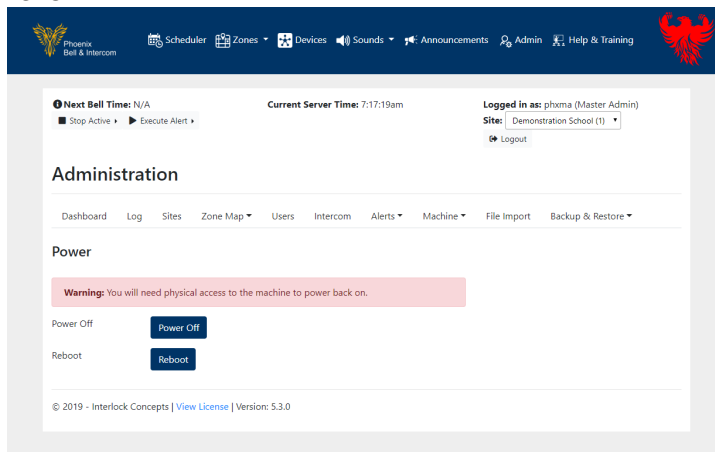 Phoenix
Bell & Intercom
Scheduler Zones Devices Sounds Announcements Admin Help & Training
Next Bell Time: N/A Current Server Time: 7:17:19am Logged in as: phxma (Master Admin)
Stop Active Execute Alert Site: Demonstration School (1)
Logout
Administration
Dashboard Log Sites Zone Map Users Intercom Alerts Machine File Import Backup & Restore
Power
Warning: You will need physical access to the machine to power back on.
Power Off Power Off
Reboot Reboot
© 2019 - Interlock Concepts | View License | Version: 5.3.0